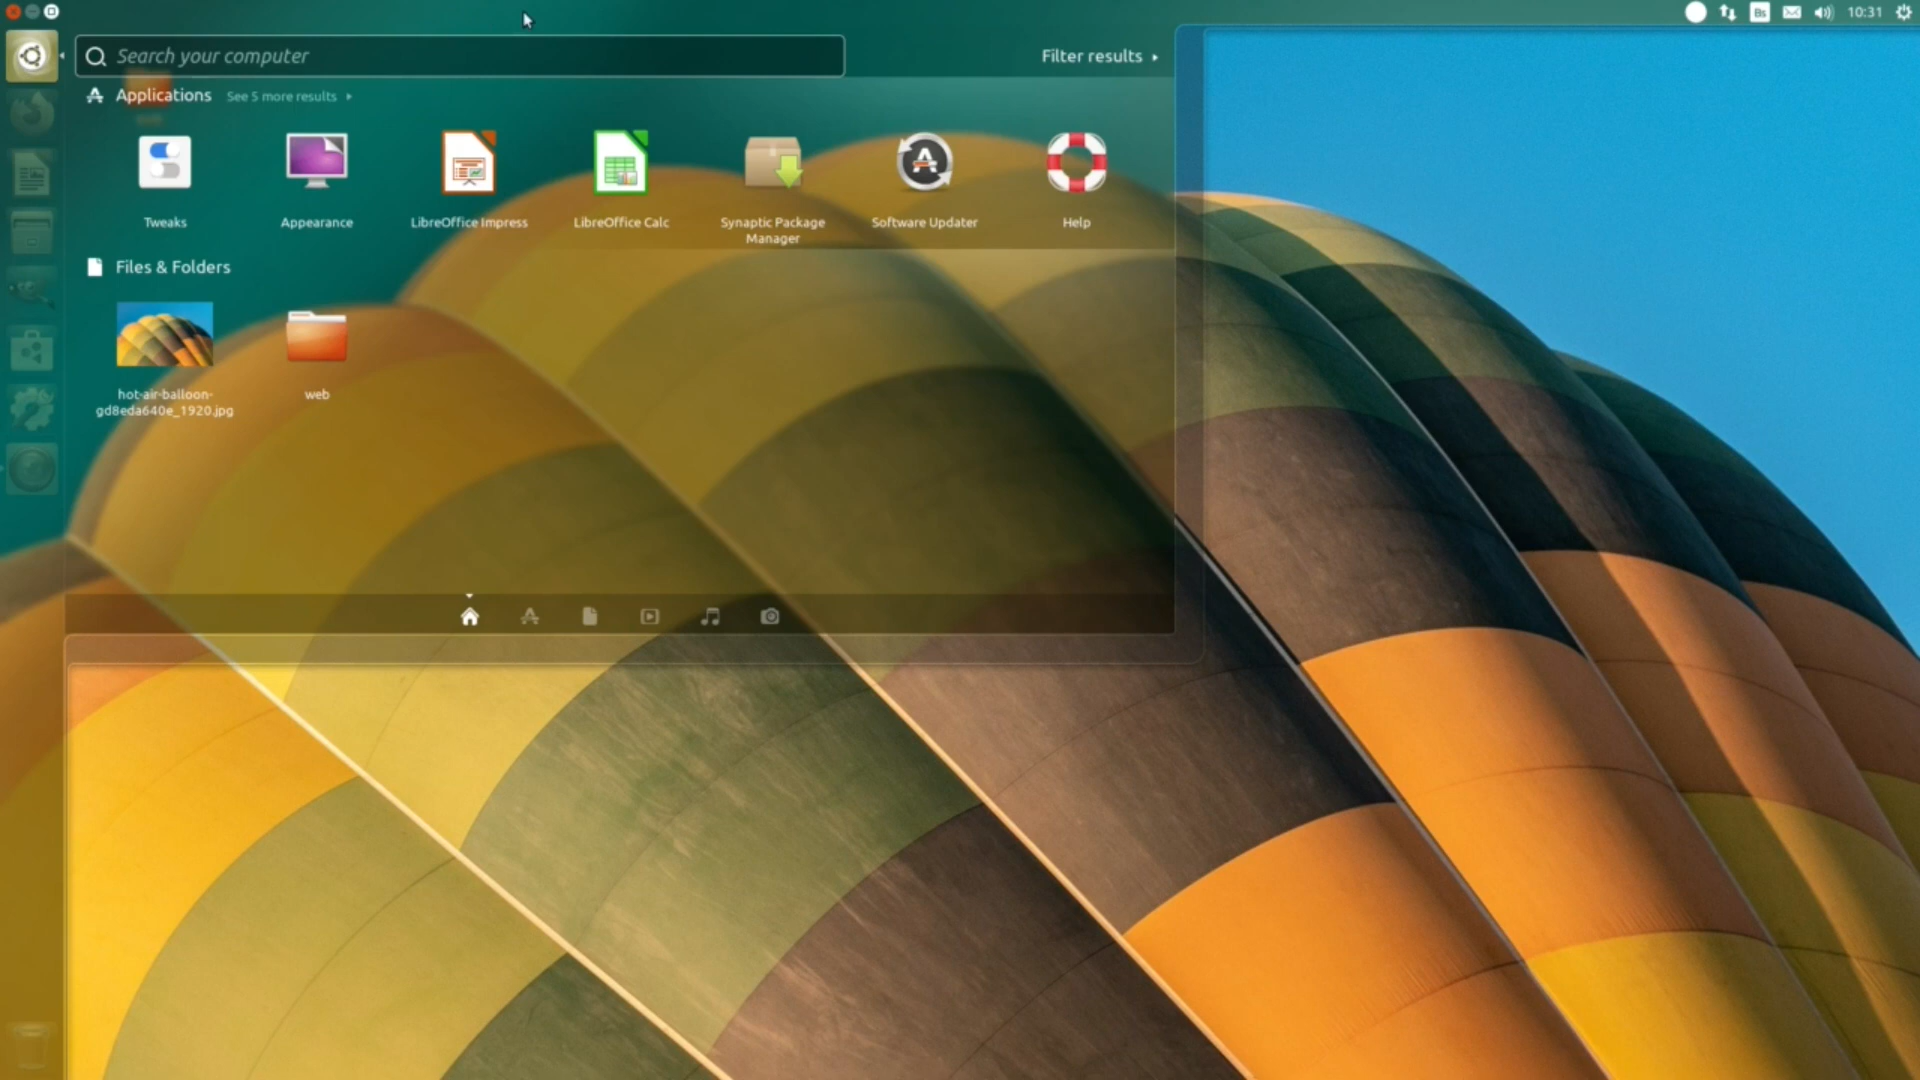 Bs
10:31
Search your computer
Filter results
Applications
See 5 more results
Tweaks
Appearance
LibreOffice Impress
LibreOffice Calc
Synaptic Package
Manager
Software Updater
Help
Files & Folders
hot-air-balloon-
gd8eda640e_1920.jpg
web